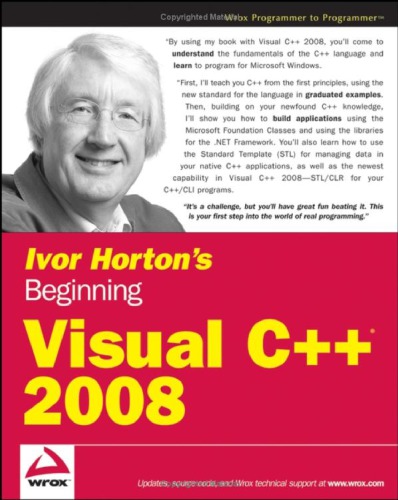 Copyrighted Material
Wrox Programmer to Programmer™
"By using my book with Visual C++ 2008, you'll come to
understand the fundamentals of the C++ language and
learn to program for Microsoft Windows.
"First, I'll teach you C++ from the first principles, using the
new standard for the language in graduated examples.
Then, building on your newfound C++ knowledge,
I'll show you how to build applications using the
Microsoft Foundation Classes and using the libraries
for the .NET Framework. You'll also learn how to
use the Standard Template (STL) for managing data in
your native C++ applications, as well as the newest
capability in Visual C++ 2008—STL/CLR for your
C++/CLI programs.
"It's a challenge, but you'll have great fun beating it. This
is your first step into the world of real programming."
Ivor Horton's
Beginning
Visual C++®
2008
wrox
Updates, source code, and Wrox technical support at www.wrox.com